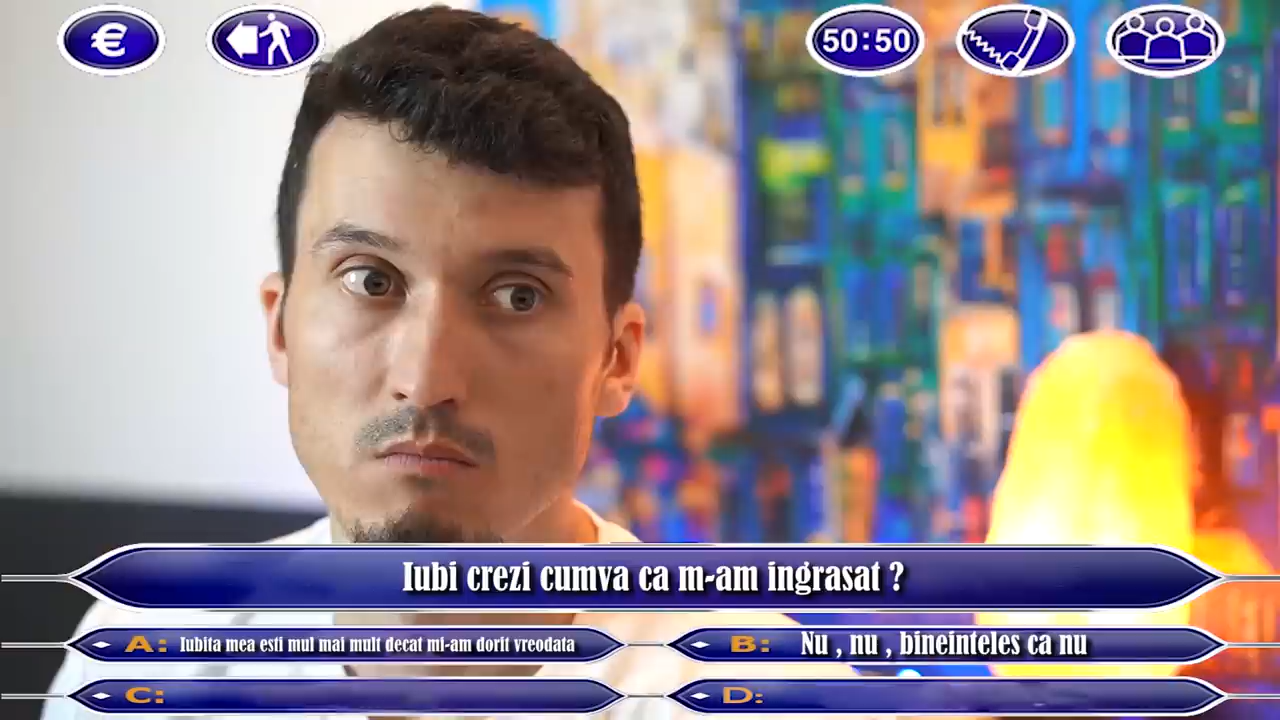 €
50:50
Iubi crezi cumva ca m-am ingrasat ?
A: Iubita mea esti mul mai mult decat mi-am dorit vreodata
B: Nu , nu , bineinteles ca nu
C:
D: